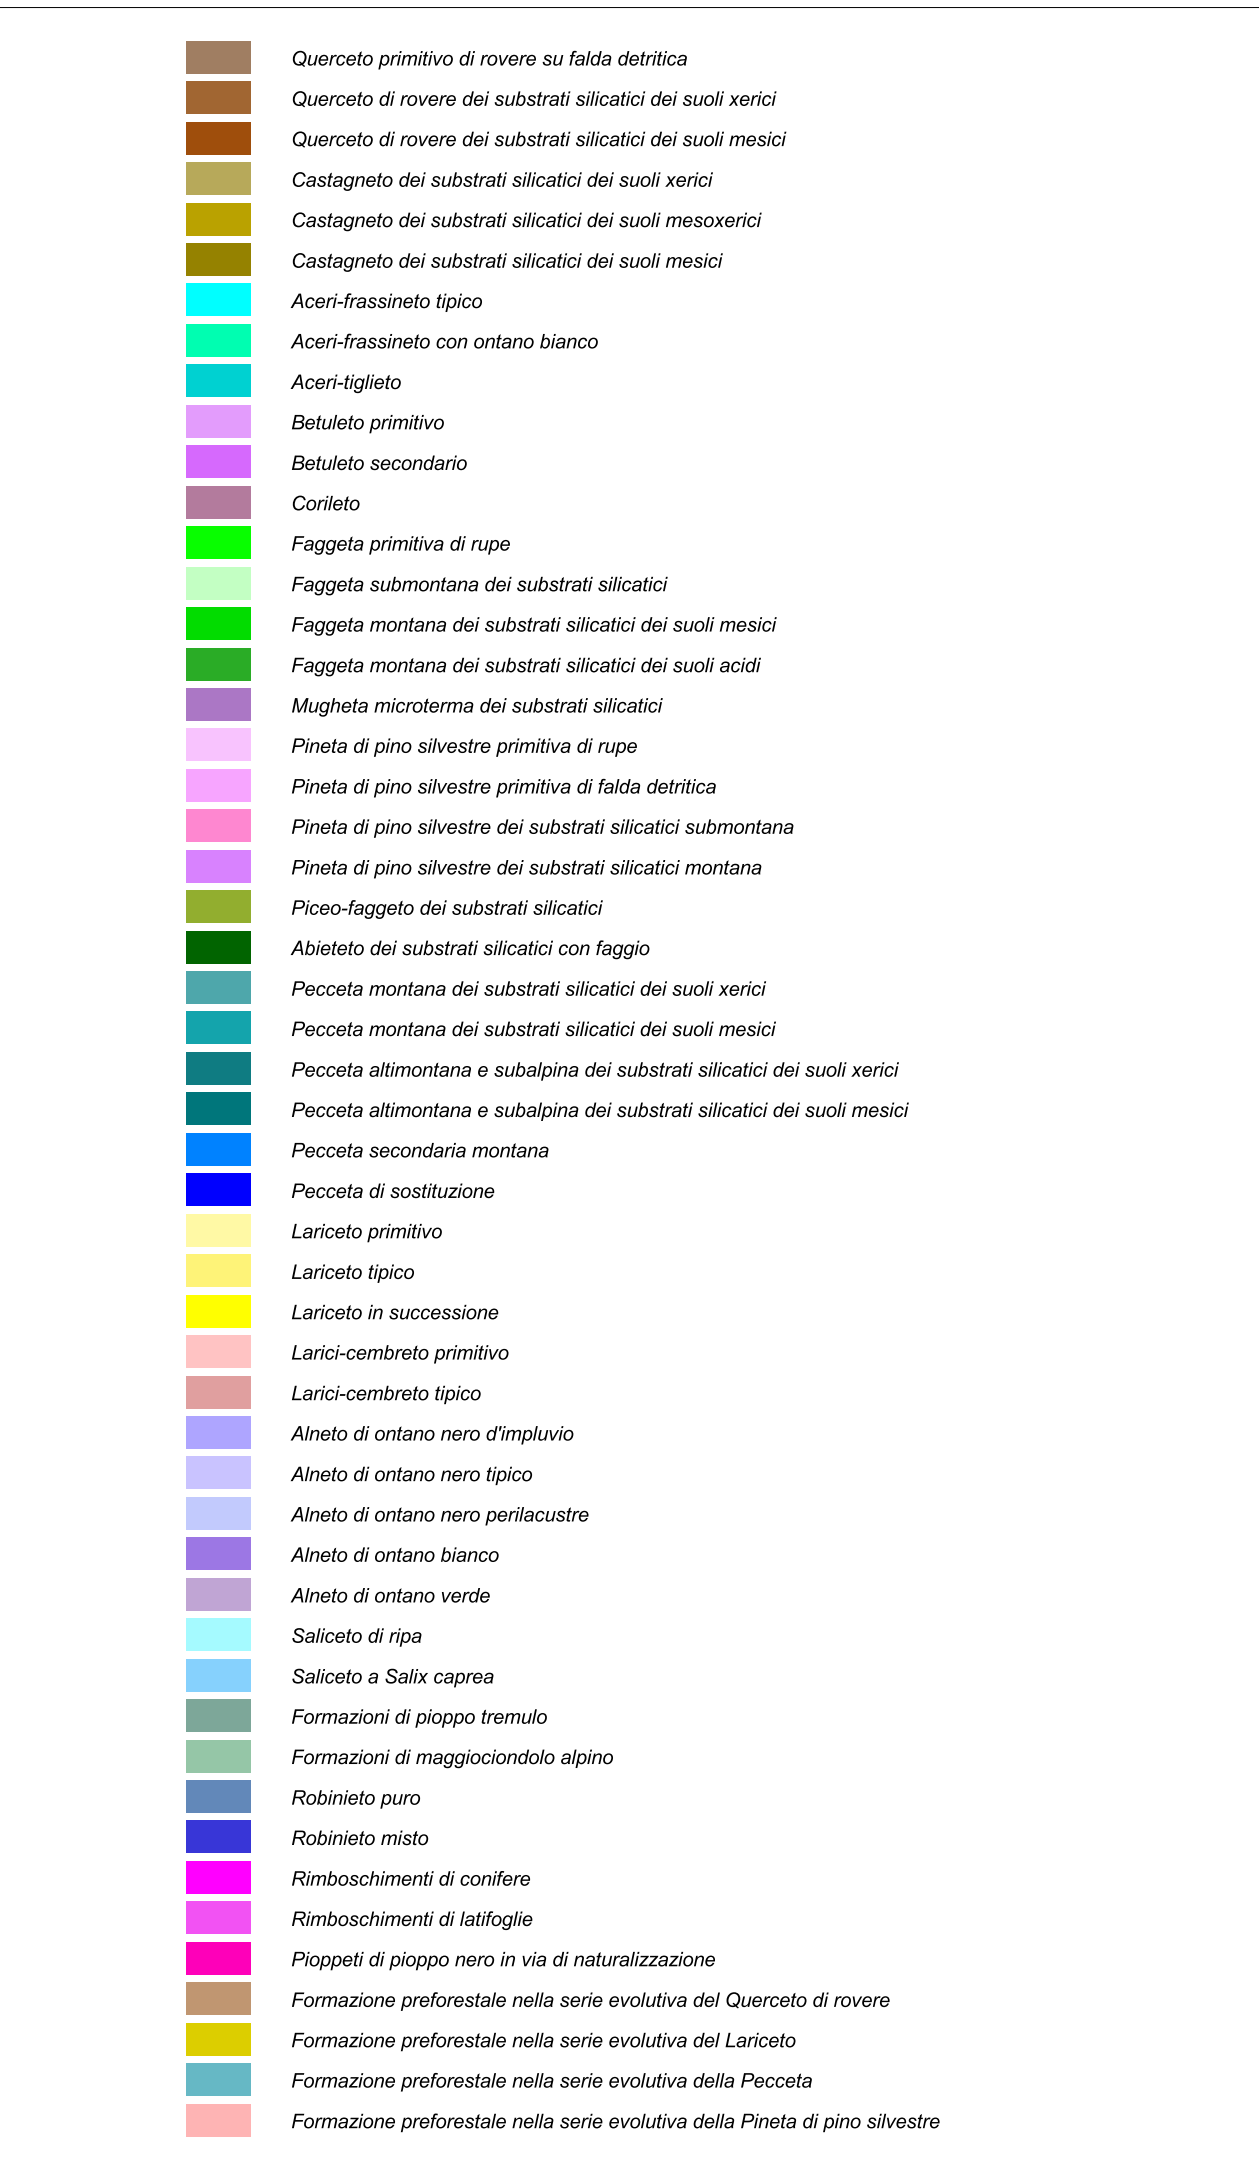 Querceto primitivo di rovere su falda detritica
Querceto di rovere dei substrati silicatici dei suoli xerici
Querceto di rovere dei substrati silicatici dei suoli mesici
Castagneto dei substrati silicatici dei suoli xerici
Castagneto dei substrati silicatici dei suoli mesoxerici
Castagneto dei substrati silicatici dei suoli mesici
Aceri-frassineto tipico
Aceri-frassineto con ontano bianco
Aceri-tiglieto
Betuleto primitivo
Betuleto secondario
Corileto
Faggeta primitiva di rupe
Faggeta submontana dei substrati silicatici
Faggeta montana dei substrati silicatici dei suoli mesici
Faggeta montana dei substrati silicatici dei suoli acidi
Mugheta microterma dei substrati silicatici
Pineta di pino silvestre primitiva di rupe
Pineta di pino silvestre primitiva di falda detritica
Pineta di pino silvestre dei substrati silicatici submontana
Pineta di pino silvestre dei substrati silicatici montana
Piceo-faggeto dei substrati silicatici
Abieteto dei substrati silicatici con faggio
Pecceta montana dei substrati silicatici dei suoli xerici
Pecceta montana dei substrati silicatici dei suoli mesici
Pecceta altimontana e subalpina dei substrati silicatici dei suoli xerici
Pecceta altimontana e subalpina dei substrati silicatici dei suoli mesici
Pecceta secondaria montana
Pecceta di sostituzione
Lariceto primitivo
Lariceto tipico
Lariceto in successione
Larici-cembreto primitivo
Larici-cembreto tipico
Alneto di ontano nero d'impluvio
Alneto di ontano nero tipico
Alneto di ontano nero perilacustre
Alneto di ontano bianco
Alneto di ontano verde
Saliceto di ripa
Saliceto a Salix caprea
Formazioni di pioppo tremulo
Formazioni di maggiociondolo alpino
Robinieto puro
Robinieto misto
Rimboschimenti di conifere
Rimboschimenti di latifoglie
Pioppeti di pioppo nero in via di naturalizzazione
Formazione preforestale nella serie evolutiva del Querceto di rovere
Formazione preforestale nella serie evolutiva del Lariceto
Formazione preforestale nella serie evolutiva della Pecceta
Formazione preforestale nella serie evolutiva della Pineta di pino silvestre